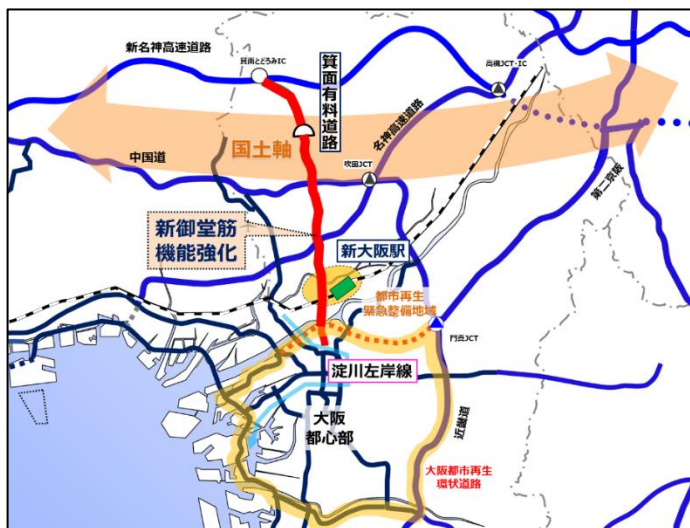 新名神高速道路
箕面とどろみIC
箕面有料道路
高槻JCT・IC
名神高速道路
国土軸
中国道
吹田JCT
第二京阪
新御堂筋
機能強化
新大阪駅
都市再生
緊急整備地域
門真JCT
淀川左岸線
大阪
都心部
近畿道
大阪都市再生
環状道路